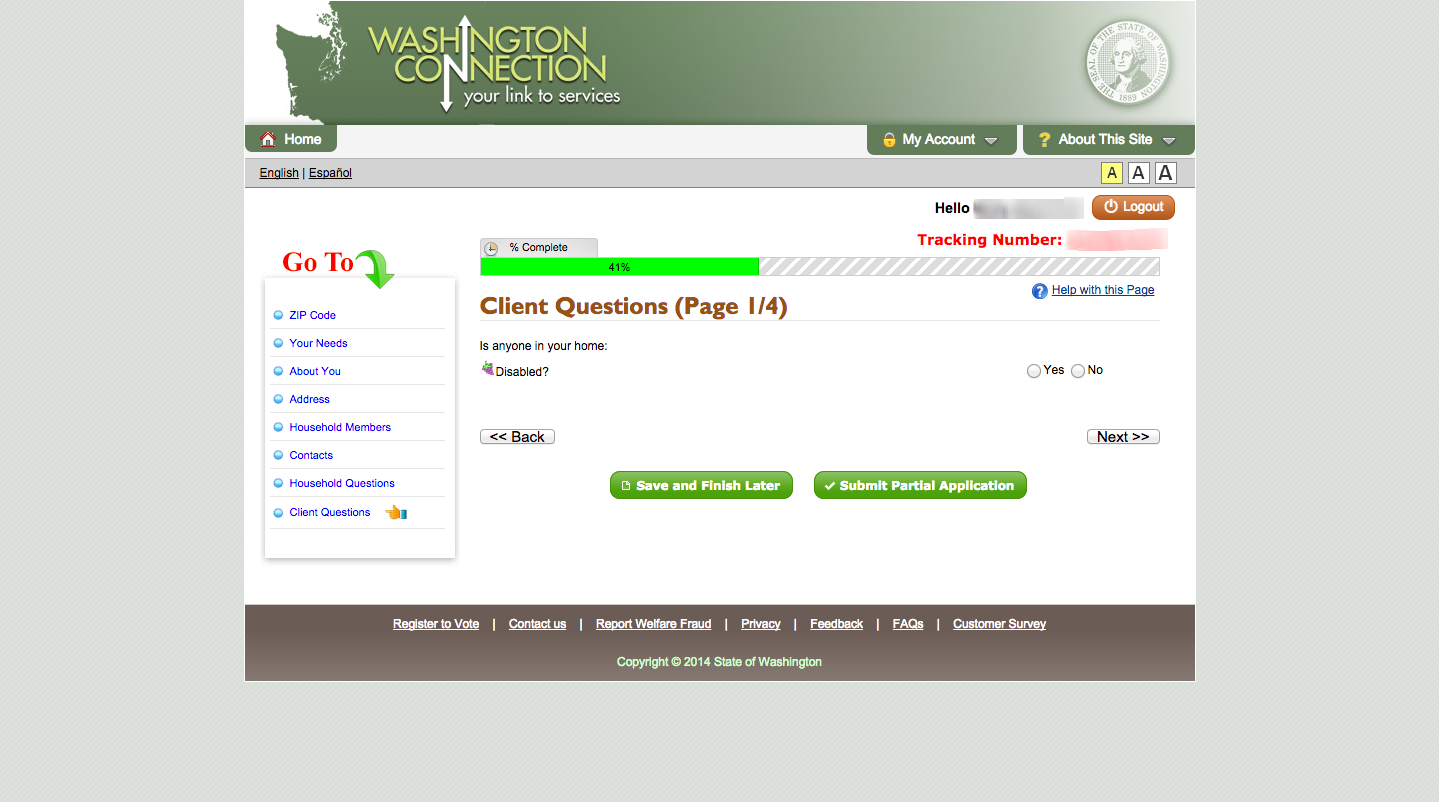 WASHINGTON
CONNECTION
your link to services
THE SEAL OF THE STATE OF WASHINGTON
1889
Home
My Account
? About This Site
English | Español
A A A
Hello
Logout
Tracking Number:
% Complete
41%
Go To
Help with this Page
Client Questions (Page 1/4)
ZIP Code
Your Needs
About You
Address
Household Members
Contacts
Household Questions
Client Questions
Is anyone in your home:
Disabled?
Yes No
<< Back
Next >>
Save and Finish Later
Submit Partial Application
Register to Vote | Contact us | Report Welfare Fraud | Privacy | Feedback | FAQs | Customer Survey
Copyright © 2014 State of Washington